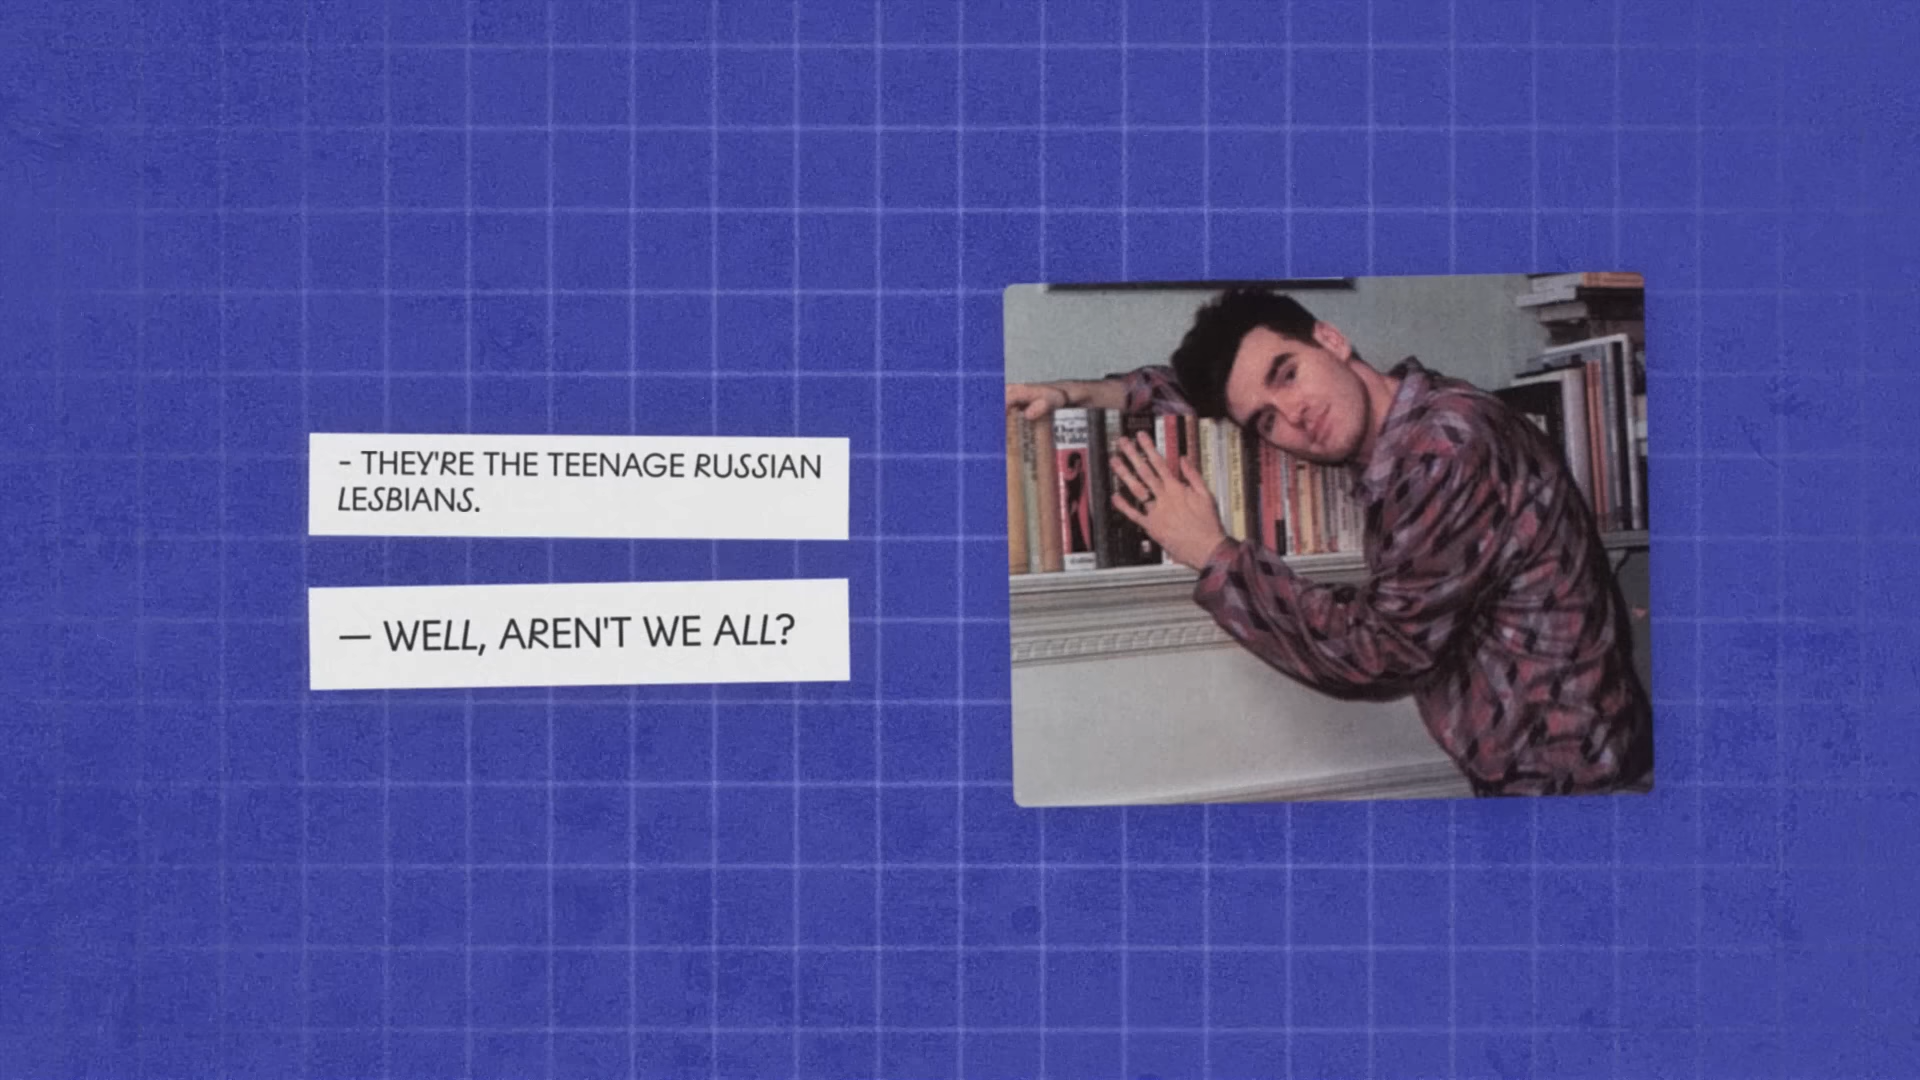 - THEY'RE THE TEENAGE RUSSIAN
LESBIANS.
— WELL, AREN'T WE ALL?